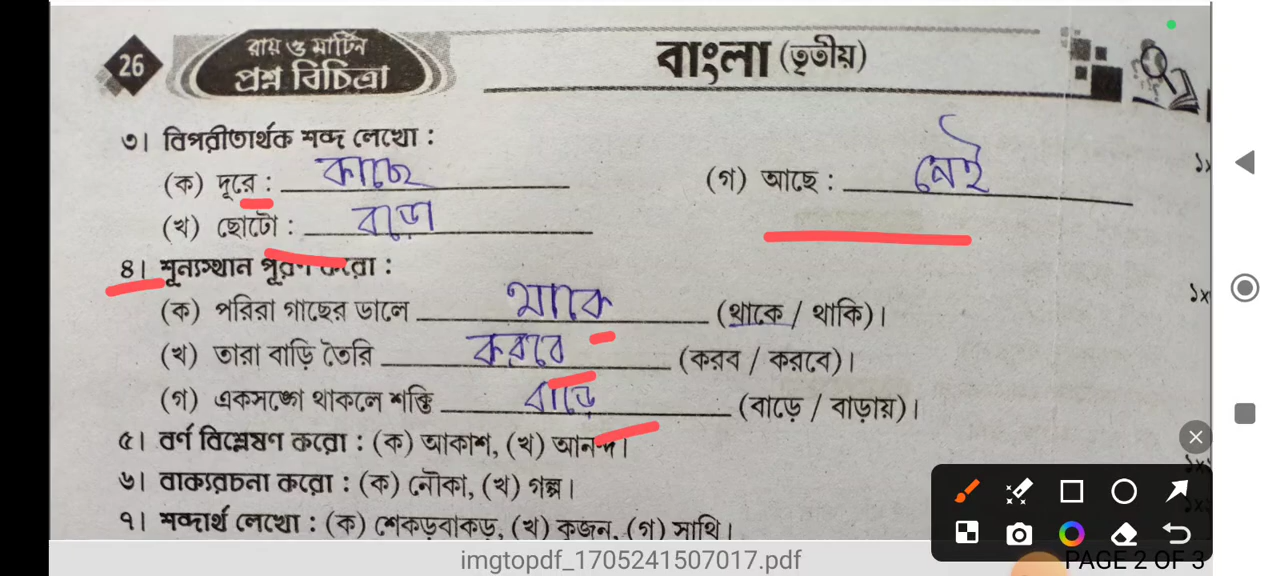 26
রায় ও মার্টিন
প্রশ্ন বিচিত্রা
বাংলা (তৃতীয়)
৩। বিপরীতার্থক শব্দ লেখো :
(ক) দূরে : কাছে (গ) আছে : নেই
(খ) ছোটো : বড়ো
৪। শূন্যস্থান পূরণ করো :
(ক) পরিরা গাছের ডালে থাকে (থাকে / থাকি)।
(খ) তারা বাড়ি তৈরি করবে (করব / করবে)।
(গ) একসঙ্গে থাকলে শক্তি বাড়ে (বাড়ে / বাড়ায়)।
৫। বর্ণ বিশ্লেষণ করো : (ক) আকাশ, (খ) আনন্দ।
৬। বাক্যরচনা করো : (ক) নৌকা, (খ) গল্প।
৭। শব্দার্থ লেখো : (ক) শেকড়বাকড়, (খ) কূজন, (গ) সাথি।
imgtopdf_1705241507017.pdf
PAGE 2 OF 3